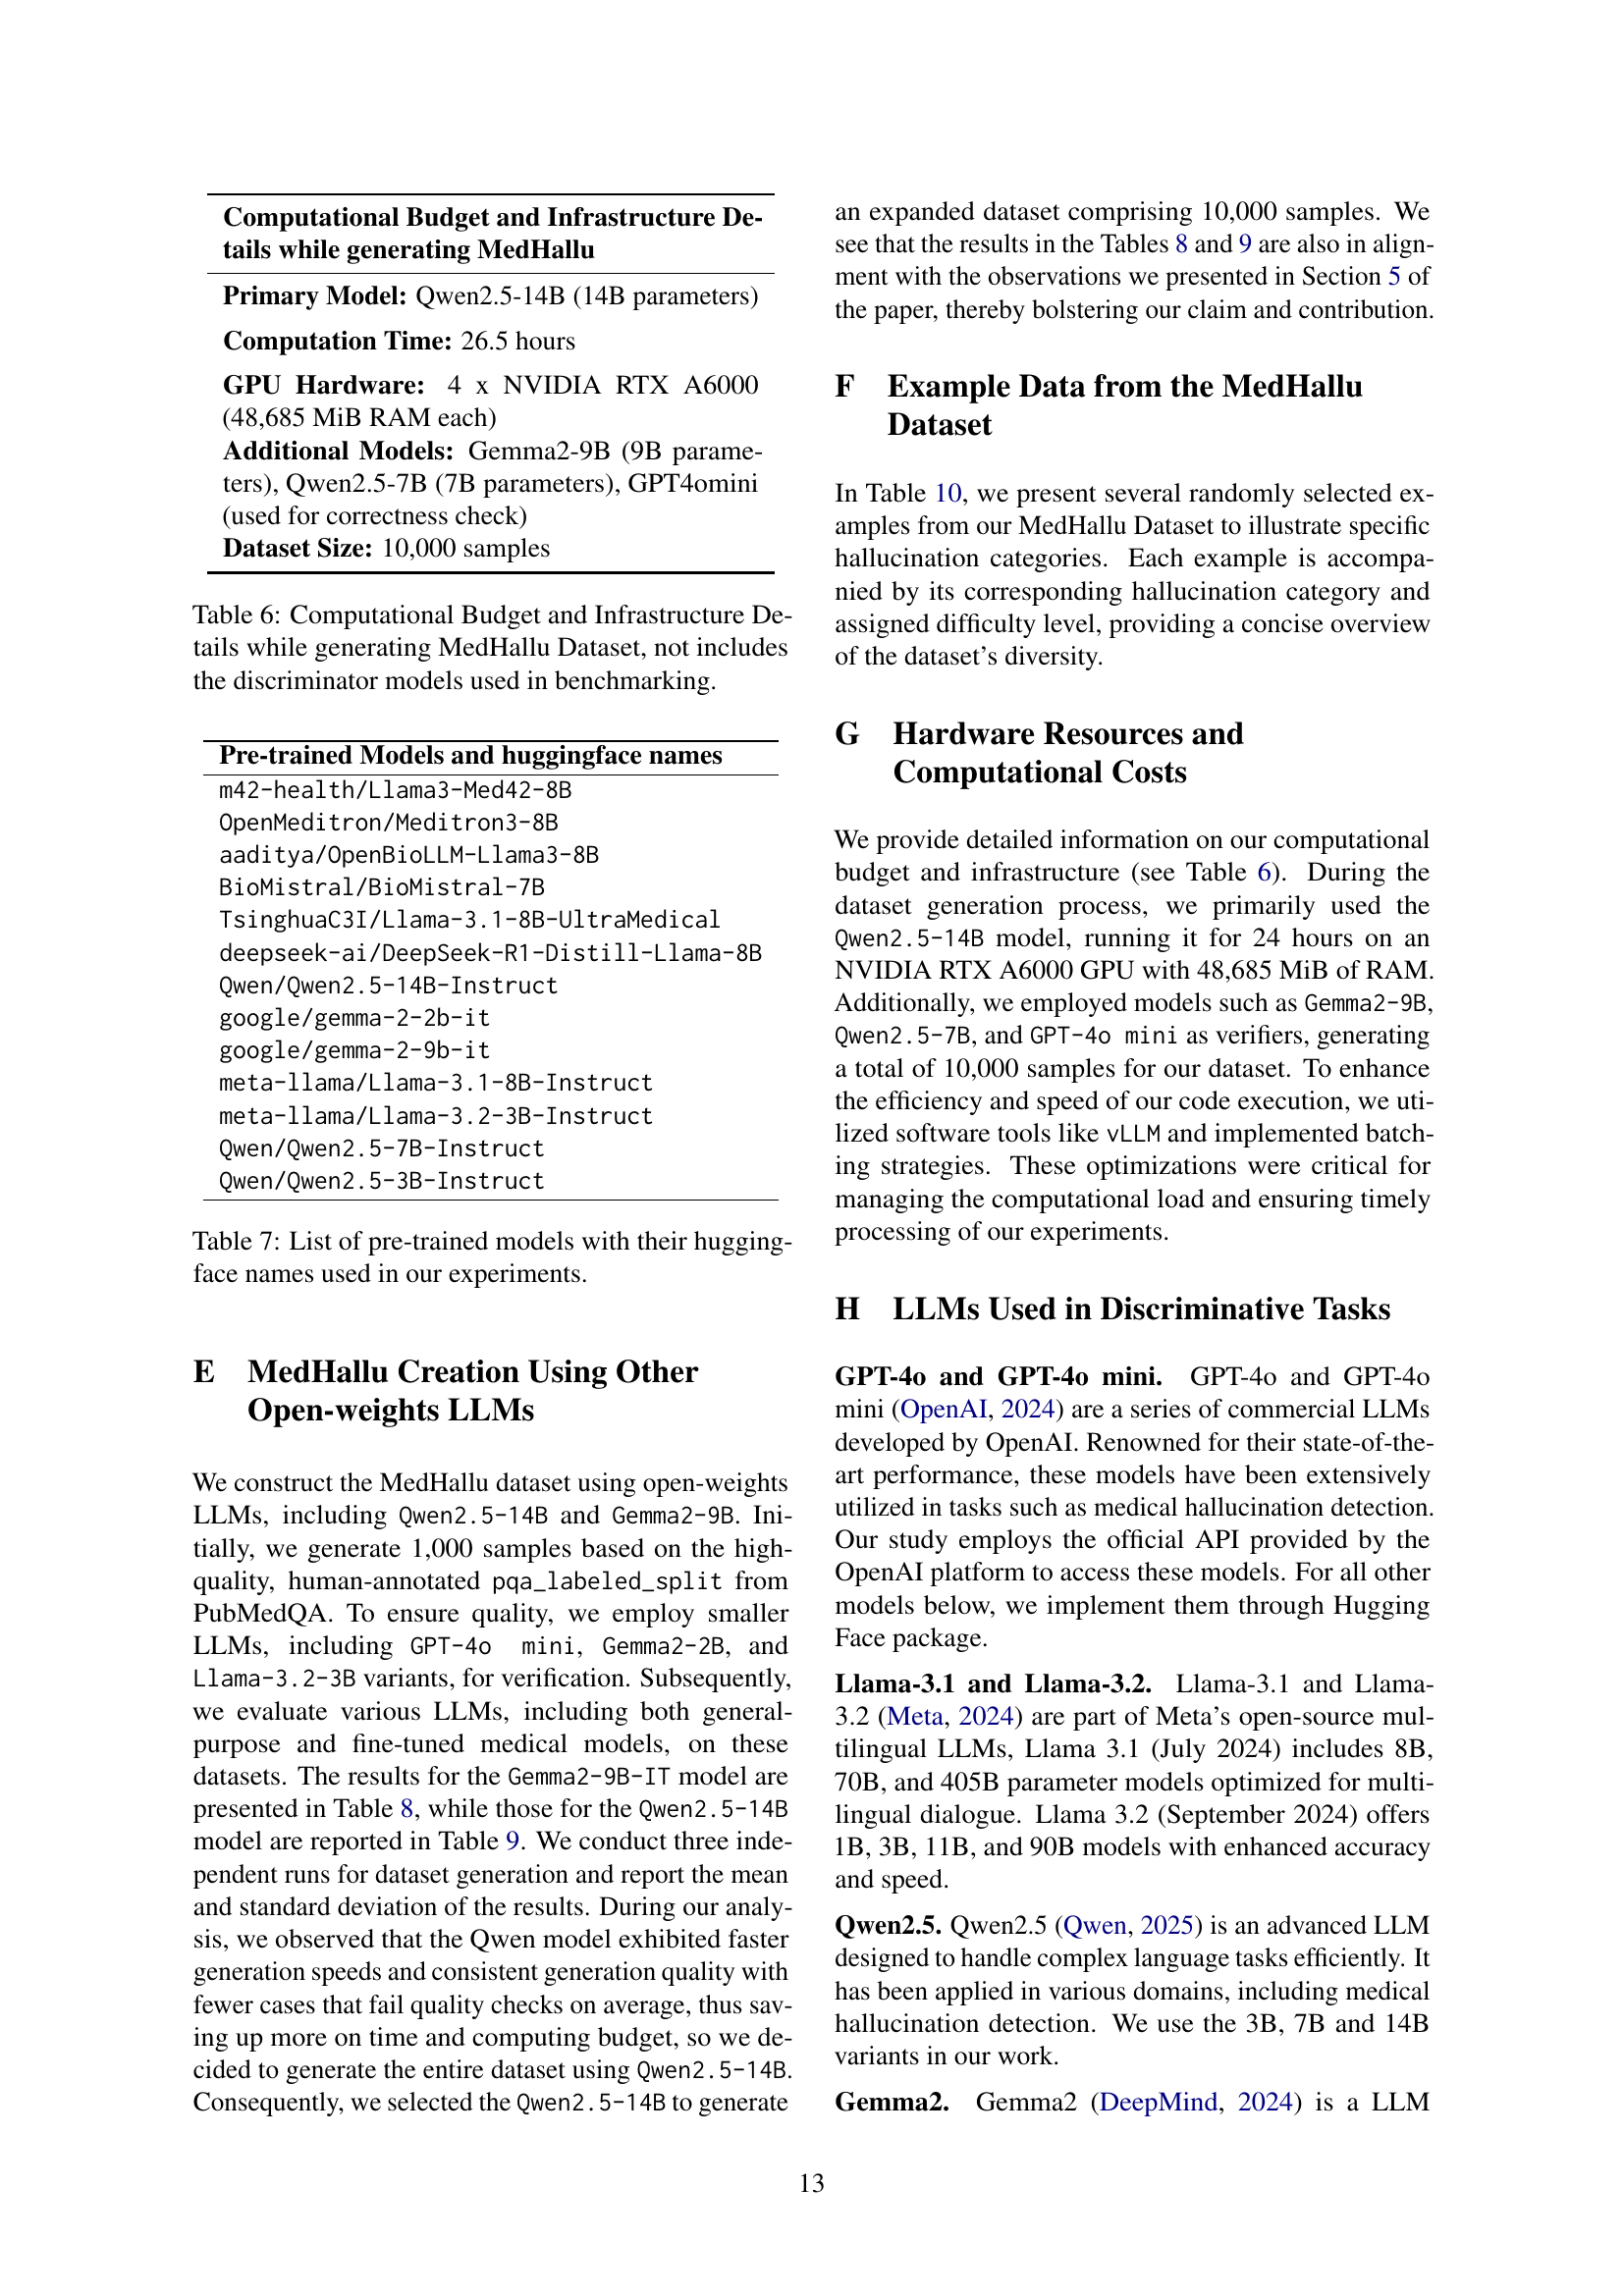 Computational Budget and Infrastructure De-
tails while generating MedHallu
Primary Model: Qwen2.5-14B (14B parameters)
Computation Time: 26.5 hours
GPU Hardware: 4 x NVIDIA RTX A6000
(48,685 MiB RAM each)
Additional Models: Gemma2-9B (9B parame-
ters), Qwen2.5-7B (7B parameters), GPT4omini
(used for correctness check)
Dataset Size: 10,000 samples
Table 6: Computational Budget and Infrastructure De-
tails while generating MedHallu Dataset, not includes
the discriminator models used in benchmarking.
Pre-trained Models and huggingface names
m42-health/Llama3-Med42-8B
OpenMeditron/Meditron3-8B
aaditya/OpenBioLLM-Llama3-8B
BioMistral/BioMistral-7B
TsinghuaC3I/Llama-3.1-8B-UltraMedical
deepseek-ai/DeepSeek-R1-Distill-Llama-8B
Qwen/Qwen2.5-14B-Instruct
google/gemma-2-2b-it
google/gemma-2-9b-it
meta-llama/Llama-3.1-8B-Instruct
meta-llama/Llama-3.2-3B-Instruct
Qwen/Qwen2.5-7B-Instruct
Qwen/Qwen2.5-3B-Instruct
Table 7: List of pre-trained models with their hugging-
face names used in our experiments.
E MedHallu Creation Using Other
Open-weights LLMs
We construct the MedHallu dataset using open-weights
LLMs, including Qwen2.5-14B and Gemma2-9B. Ini-
tially, we generate 1,000 samples based on the high-
quality, human-annotated pqa_labeled_split from
PubMedQA. To ensure quality, we employ smaller
LLMs, including GPT-4o mini, Gemma2-2B, and
Llama-3.2-3B variants, for verification. Subsequently,
we evaluate various LLMs, including both general-
purpose and fine-tuned medical models, on these
datasets. The results for the Gemma2-9B-IT model are
presented in Table 8, while those for the Qwen2.5-14B
model are reported in Table 9. We conduct three inde-
pendent runs for dataset generation and report the mean
and standard deviation of the results. During our analy-
sis, we observed that the Qwen model exhibited faster
generation speeds and consistent generation quality with
fewer cases that fail quality checks on average, thus sav-
ing up more on time and computing budget, so we de-
cided to generate the entire dataset using Qwen2.5-14B.
Consequently, we selected the Qwen2.5-14B to generate
an expanded dataset comprising 10,000 samples. We
see that the results in the Tables 8 and 9 are also in align-
ment with the observations we presented in Section 5 of
the paper, thereby bolstering our claim and contribution.
F Example Data from the MedHallu
Dataset
In Table 10, we present several randomly selected ex-
amples from our MedHallu Dataset to illustrate specific
hallucination categories. Each example is accompa-
nied by its corresponding hallucination category and
assigned difficulty level, providing a concise overview
of the dataset's diversity.
G Hardware Resources and
Computational Costs
We provide detailed information on our computational
budget and infrastructure (see Table 6). During the
dataset generation process, we primarily used the
Qwen2.5-14B model, running it for 24 hours on an
NVIDIA RTX A6000 GPU with 48,685 MiB of RAM.
Additionally, we employed models such as Gemma2-9B,
Qwen2.5-7B, and GPT-4o mini as verifiers, generating
a total of 10,000 samples for our dataset. To enhance
the efficiency and speed of our code execution, we uti-
lized software tools like vLLM and implemented batch-
ing strategies. These optimizations were critical for
managing the computational load and ensuring timely
processing of our experiments.
H LLMs Used in Discriminative Tasks
GPT-4o and GPT-4o mini. GPT-4o and GPT-4o
mini (OpenAI, 2024) are a series of commercial LLMs
developed by OpenAI. Renowned for their state-of-the-
art performance, these models have been extensively
utilized in tasks such as medical hallucination detection.
Our study employs the official API provided by the
OpenAI platform to access these models. For all other
models below, we implement them through Hugging
Face package.
Llama-3.1 and Llama-3.2. Llama-3.1 and Llama-
3.2 (Meta, 2024) are part of Meta's open-source mul-
tilingual LLMs, Llama 3.1 (July 2024) includes 8B,
70B, and 405B parameter models optimized for multi-
lingual dialogue. Llama 3.2 (September 2024) offers
1B, 3B, 11B, and 90B models with enhanced accuracy
and speed.
Qwen2.5. Qwen2.5 (Qwen, 2025) is an advanced LLM
designed to handle complex language tasks efficiently. It
has been applied in various domains, including medical
hallucination detection. We use the 3B, 7B and 14B
variants in our work.
Gemma2. Gemma2 (DeepMind, 2024) is a LLM
13